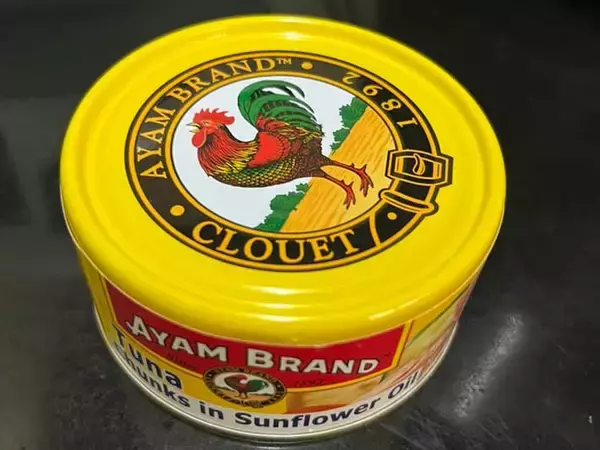 AYAM BRAND™ • 1892
• CLOUET
AYAM BRAND
Tuna
Chunks in Sunflower Oil